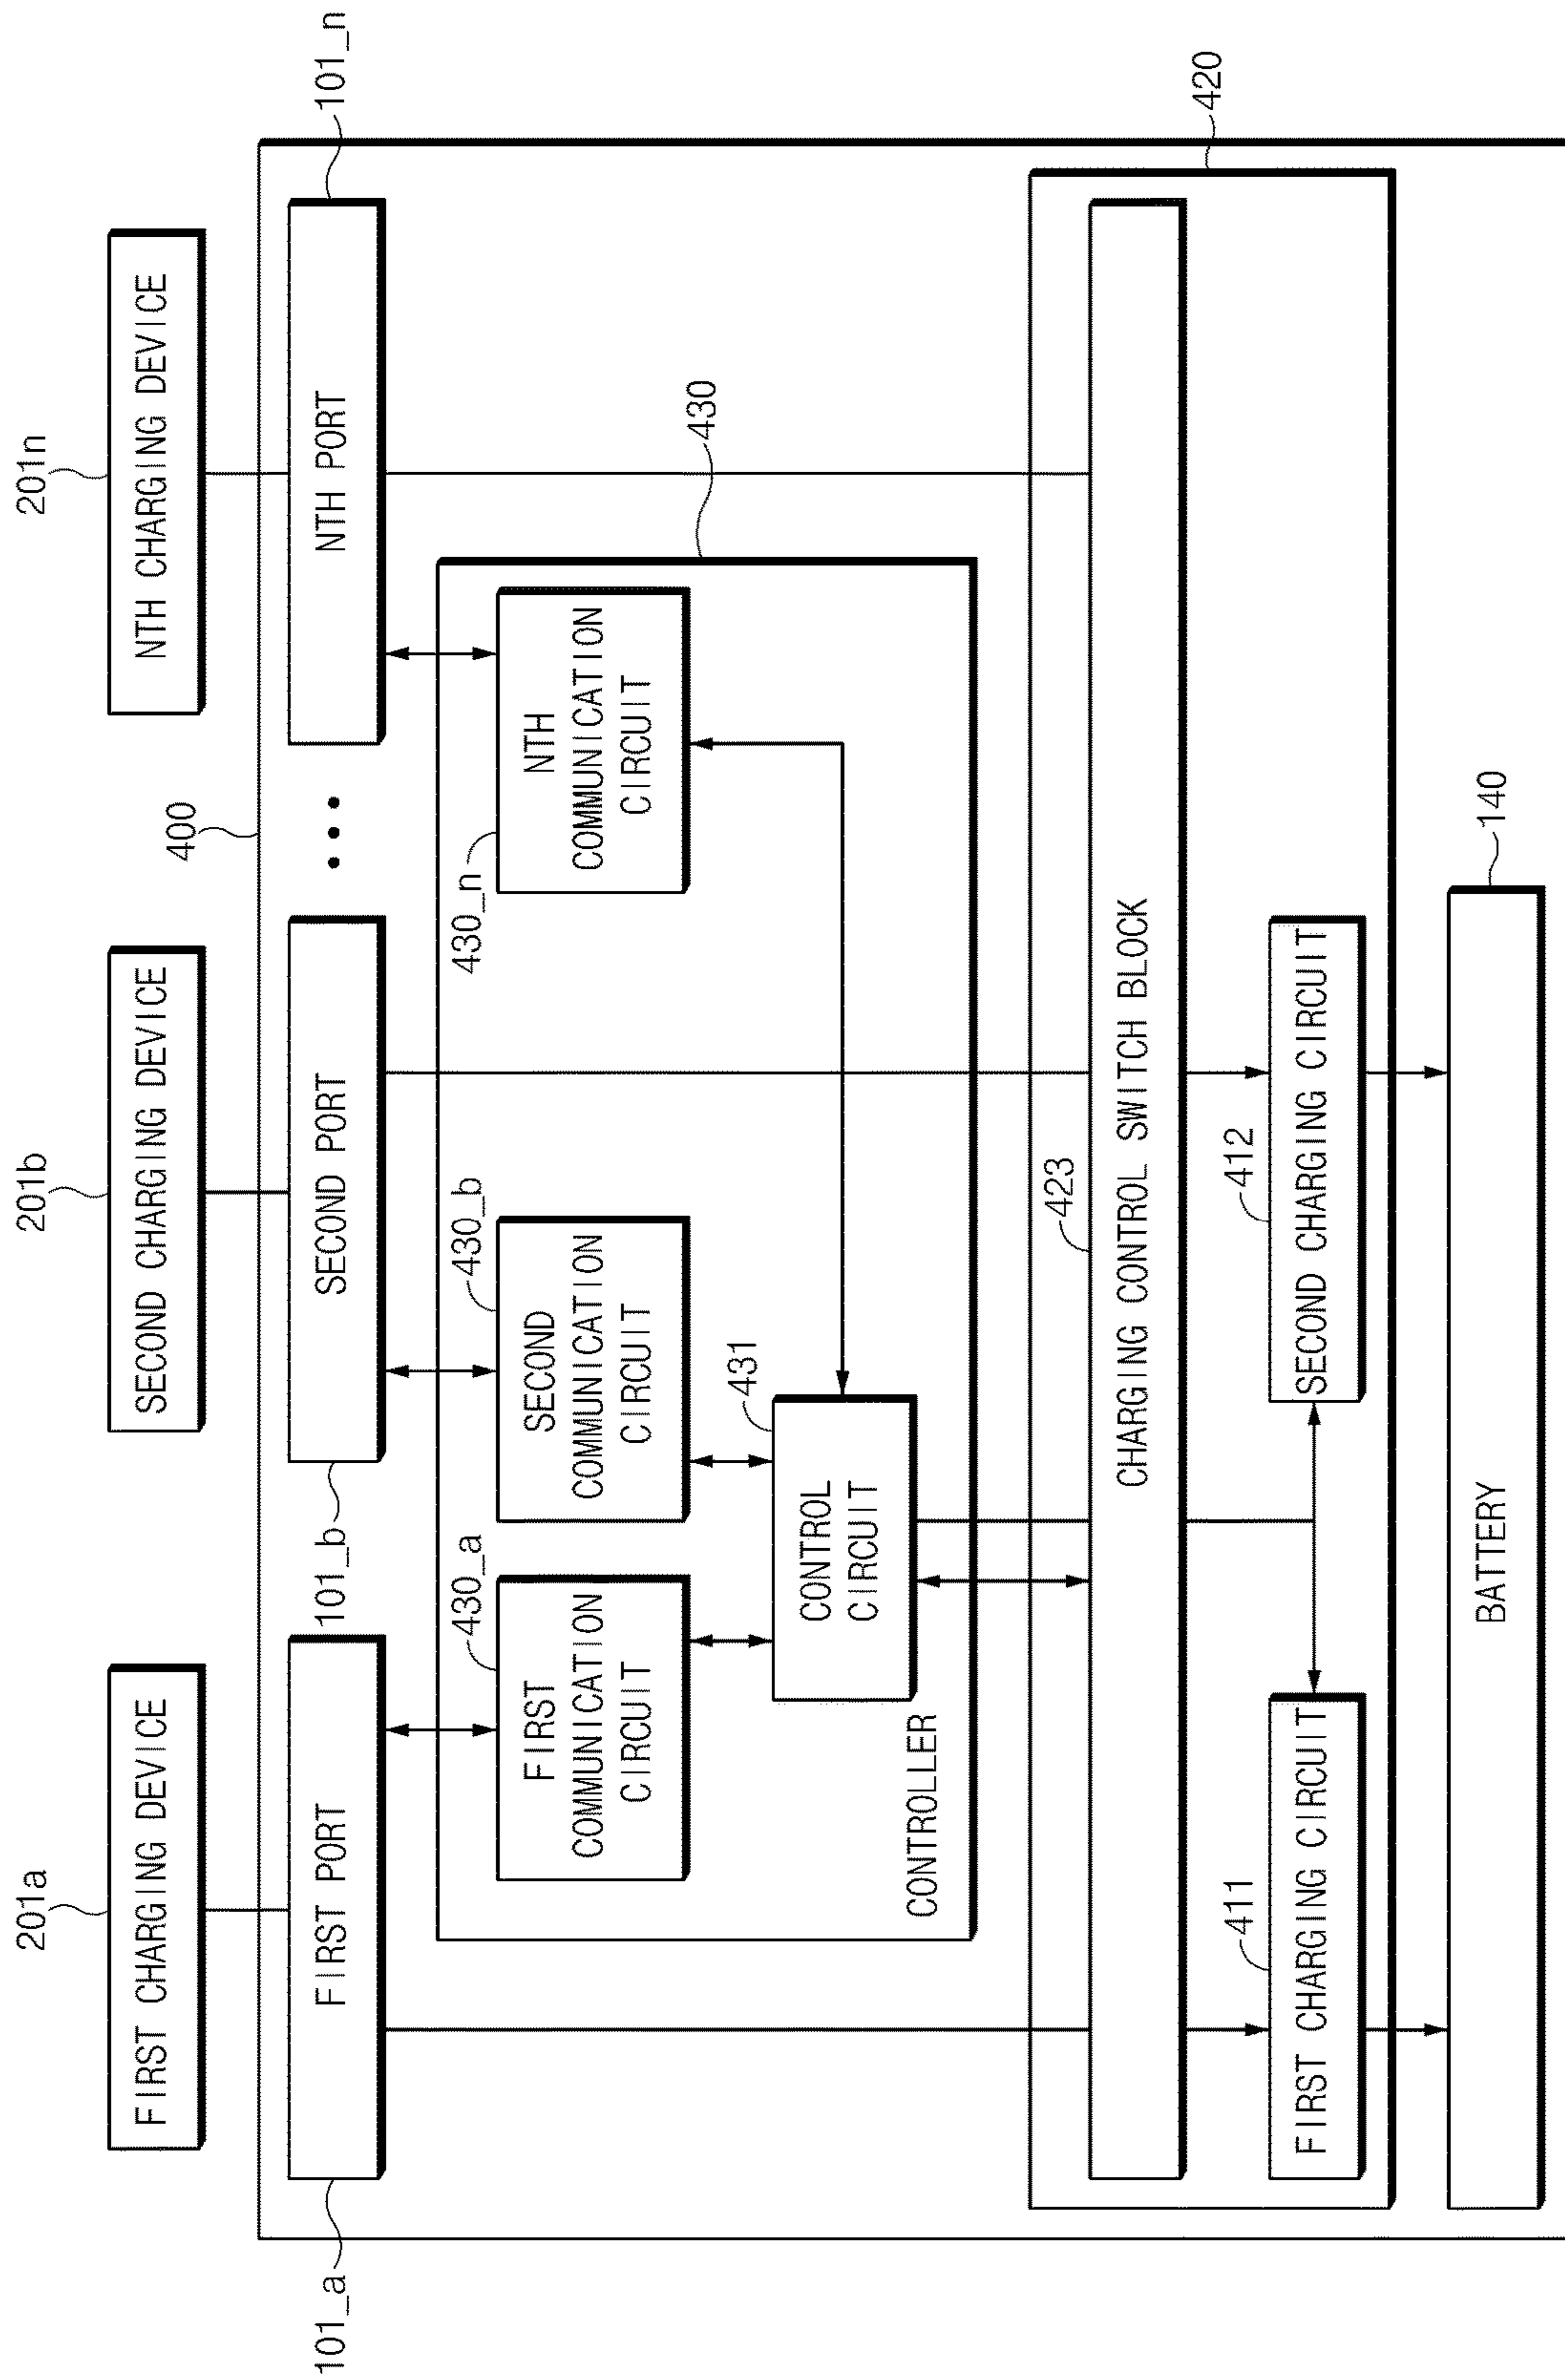 201a
201b
201n
FIRST CHARGING DEVICE
SECOND CHARGING DEVICE
NTH CHARGING DEVICE
400
101_a
FIRST PORT
101_b
SECOND PORT
NTH PORT
101_n
430_a
430_b
430_n
FIRST
COMMUNICATION
CIRCUIT
SECOND
COMMUNICATION
CIRCUIT
NTH
COMMUNICATION
CIRCUIT
430
431
CONTROL
CIRCUIT
CONTROLLER
423
CHARGING CONTROL SWITCH BLOCK
420
411
FIRST CHARGING CIRCUIT
412
SECOND CHARGING CIRCUIT
140
BATTERY